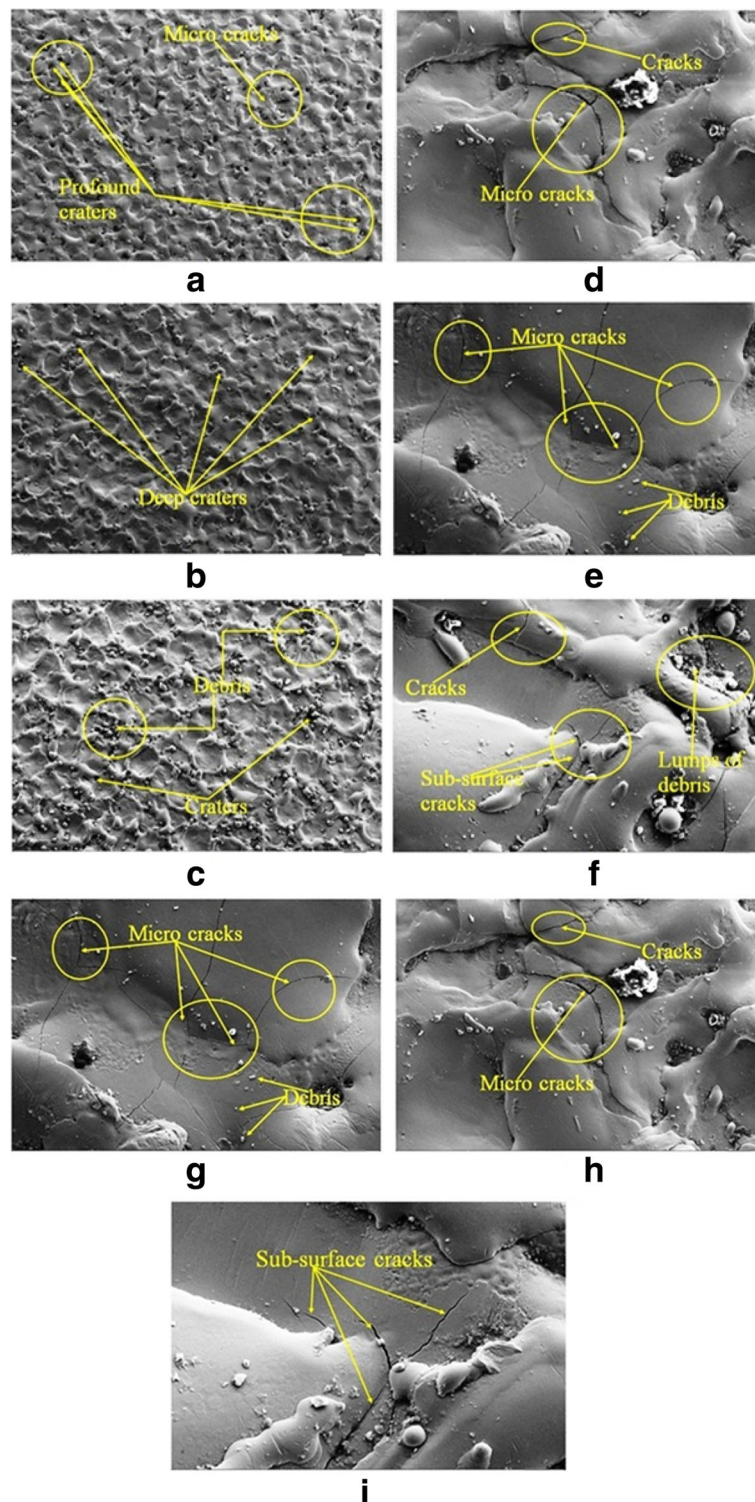 Micro cracks
Profound
craters
a
Cracks
Micro cracks
d
Deep craters
b
Micro cracks
Debris
e
Debris
Craters
c
Cracks
Sub-surface
cracks
Lumps of
debris
f
Micro cracks
Debris
g
Cracks
Micro cracks
h
Sub-surface cracks
i